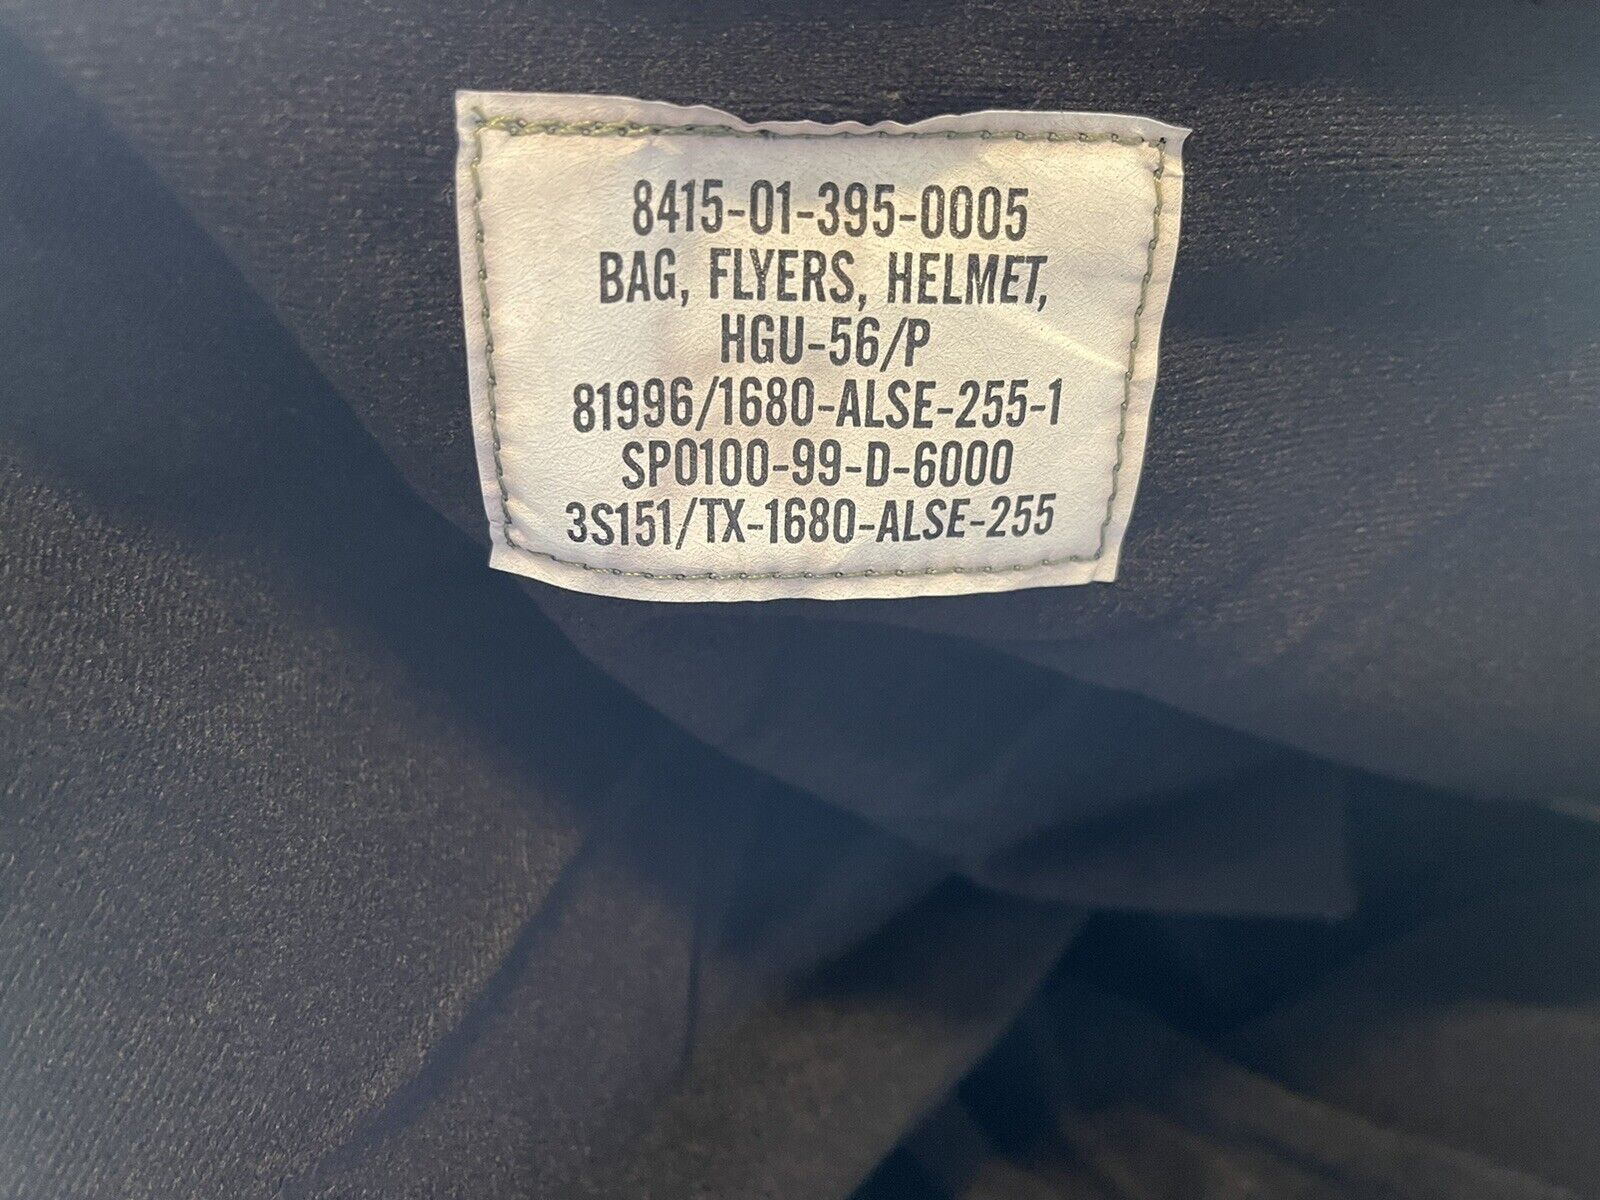 8415-01-395-0005
BAG, FLYERS, HELMET,
HGU-56/P
81996/1680-ALSE-255-1
SPO100-99-D-6000
3S151/TX-1680-ALSE-255